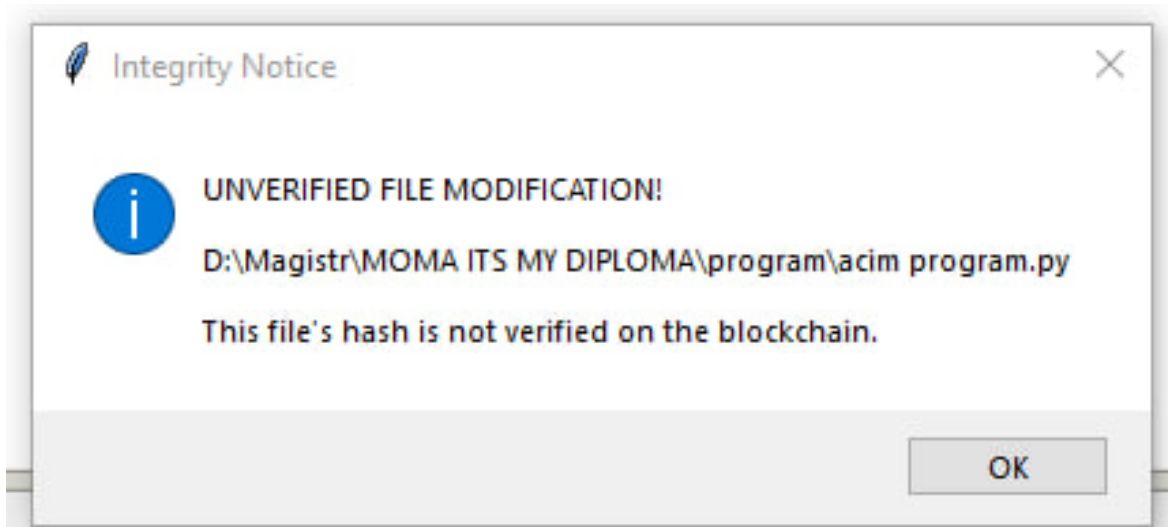 Integrity Notice
UNVERIFIED FILE MODIFICATION!
D:\Magistr\MOMA ITS MY DIPLOMA\program\acim program.py
This file's hash is not verified on the blockchain.
OK